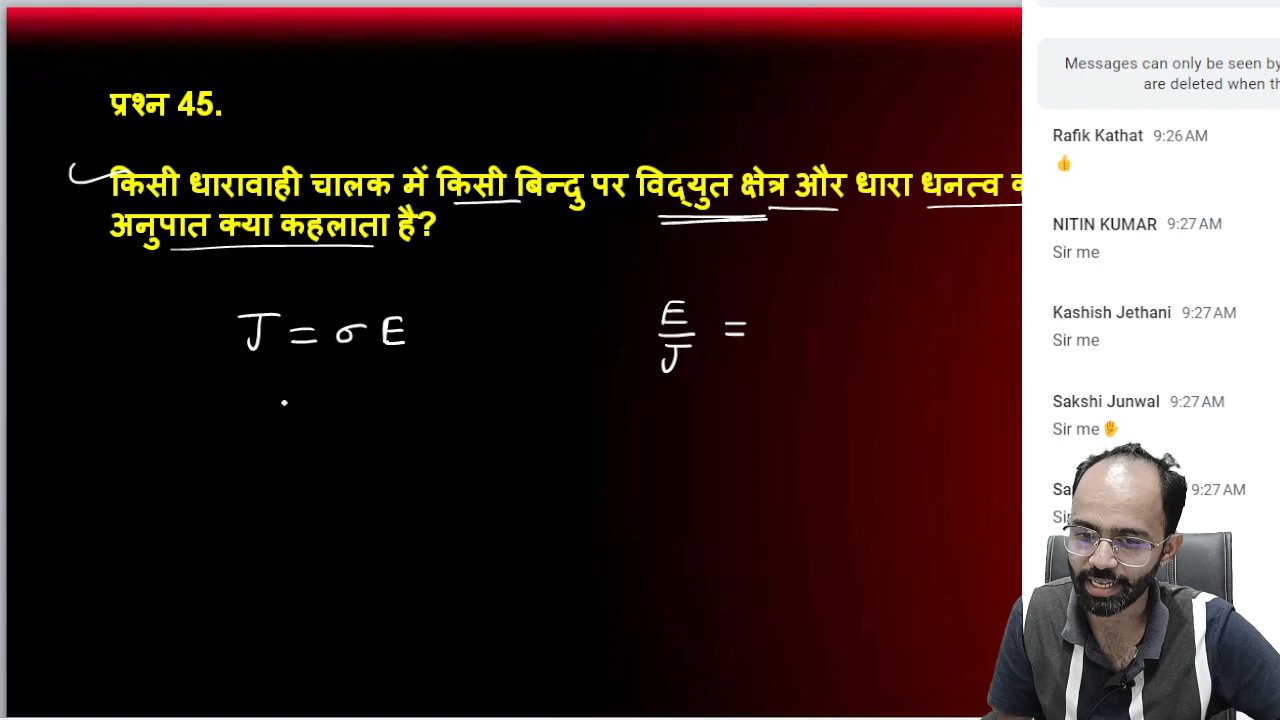 प्रश्न 45.
किसी धारावाही चालक में किसी बिन्दु पर विद्युत क्षेत्र और धारा धनत्व
अनुपात क्या कहलाता है?
J = σ E
E/J =
Messages can only be seen by
are deleted when
Rafik Kathat 9:26 AM
👍
NITIN KUMAR 9:27 AM
Sir me
Kashish Jethani 9:27 AM
Sir me
Sakshi Junwal 9:27 AM
Sir me✋
9:27 AM